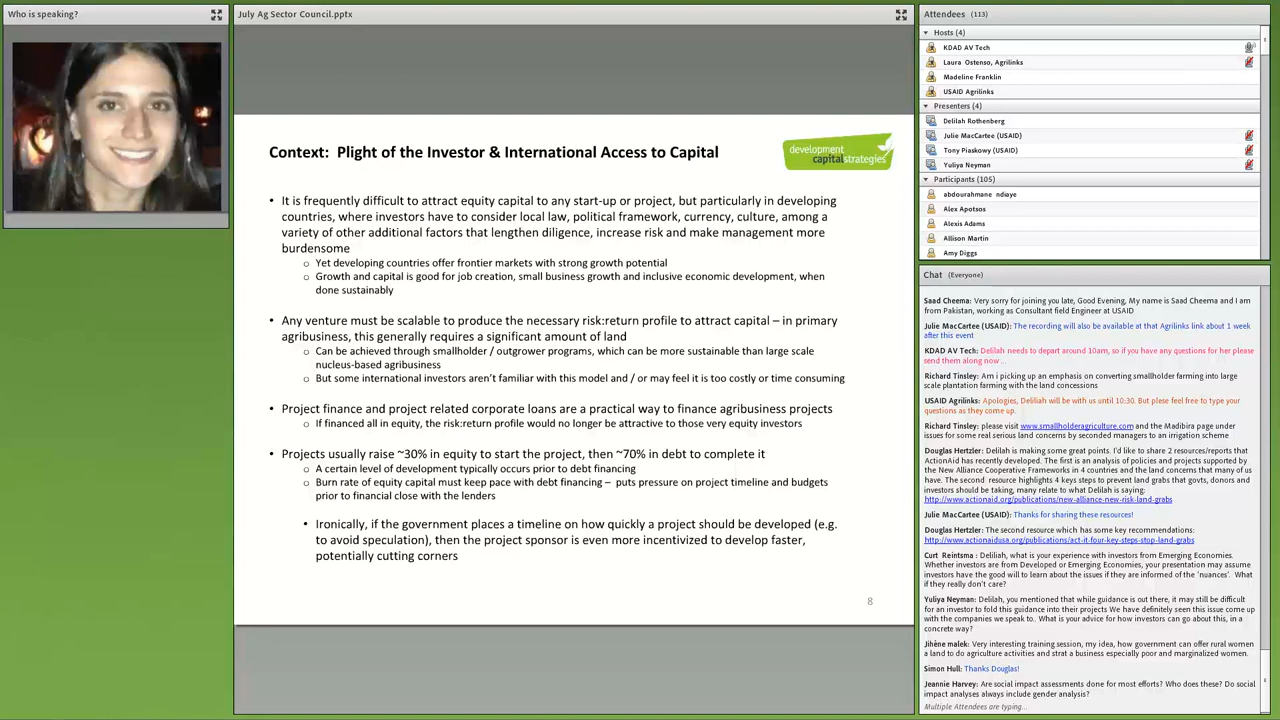 Who is speaking?
July Ag Sector Council.pptx
Context:  Plight of the Investor & International Access to Capital
development
capitalstrategies
• It is frequently difficult to attract equity capital to any start-up or project, but particularly in developing
countries, where investors have to consider local law, political framework, currency, culture, among a
variety of other additional factors that lengthen diligence, increase risk and make management more
burdensome
o Yet developing countries offer frontier markets with strong growth potential
o Growth and capital is good for job creation, small business growth and inclusive economic development, when
done sustainably
• Any venture must be scalable to produce the necessary risk:return profile to attract capital – in primary
agribusiness, this generally requires a significant amount of land
o Can be achieved through smallholder / outgrower programs, which can be more sustainable than large scale
nucleus-based agribusiness
o But some international investors aren't familiar with this model and / or may feel it is too costly or time consuming
• Project finance and project related corporate loans are a practical way to finance agribusiness projects
o If financed all in equity, the risk:return profile would no longer be attractive to those very equity investors
• Projects usually raise ~30% in equity to start the project, then ~70% in debt to complete it
o A certain level of development typically occurs prior to debt financing
o Burn rate of equity capital must keep pace with debt financing – puts pressure on project timeline and budgets
prior to financial close with the lenders
• Ironically, if the government places a timeline on how quickly a project should be developed (e.g.
to avoid speculation), then the project sponsor is even more incentivized to develop faster,
potentially cutting corners
8
Attendees (113)
Hosts (4)
KDAD AV Tech
Laura Ostenso, Agrilinks
Madeline Franklin
USAID Agrilinks
Presenters (4)
Delilah Rothenberg
Julie MacCartee (USAID)
Tony Piaskowy (USAID)
Yuliya Neyman
Participants (105)
abdourahmane ndiaye
Alex Apotsos
Alexis Adams
Allison Martin
Amy Diggs
Chat (Everyone)
Saad Cheema: Very sorry for joining you late, Good Evening, My name is Saad Cheema and I am
from Pakistan, working as Consultant field Engineer at USAID
Julie MacCartee (USAID): The recording will also be available at that Agrilinks link about 1 week
after this event
KDAD AV Tech: Delilah needs to depart around 10am, so if you have any questions for her please
send them along now ...
Richard Tinsley: Am i picking up an emphasis on converting smallholder farming into large
scale plantation farming with the land concessions
USAID Agrilinks: Apologies, Deliliah will be with us until 10:30. But plese feel free to type your
questions as they come up.
Richard Tinsley: please visit www.smallholderagriculture.com and the Madibira page under
issues for some real serious land concerns by seconded managers to an irrigation scheme
Douglas Hertzler: Delilah is making some great points. I'd like to share 2 resources/reports that
ActionAid has recently developed. The first is an analysis of policies and projects supported by
the New Alliance Cooperative Frameworks in 4 countries and the land concerns that many of us
have. The second  resource highlights 4 keys steps to prevent land grabs that govts, donors and
investors should be taking, many relate to what Delilah is saying:
http://www.actionaid.org/publications/new-alliance-new-risk-land-grabs
Julie MacCartee (USAID): Thanks for sharing these resources!
Douglas Hertzler: The second resource which has some key recommendations:
http://www.actionaidusa.org/publications/act-it-four-key-steps-stop-land-grabs
Curt Reintsma : Deliliah, what is your experience with investors from Emerging Economies.
Whether investors are from Developed or Emerging Economies, your presentation may assume
investors have the good will to learn about the issues if they are informed of the 'nuances'.  What
if they really don't care?
Yuliya Neyman: Delilah, you mentioned that while guidance is out there, it may still be difficult
for an investor to fold this guidance into their projects We have definitely seen this issue come up
with the companies we speak to.. What is your advice for how investors can go about this, in a
concrete way?
Jihène malek: Very interesting training session, my idea, how government can offer rural women
a land to do agriculture activities and strat a business especially poor and marginalized women.
Simon Hull: Thanks Douglas!
Jeannie Harvey: Are social impact assessments done for most efforts? Who does these? Do social
impact analyses always include gender analysis?
Multiple Attendees are typing...